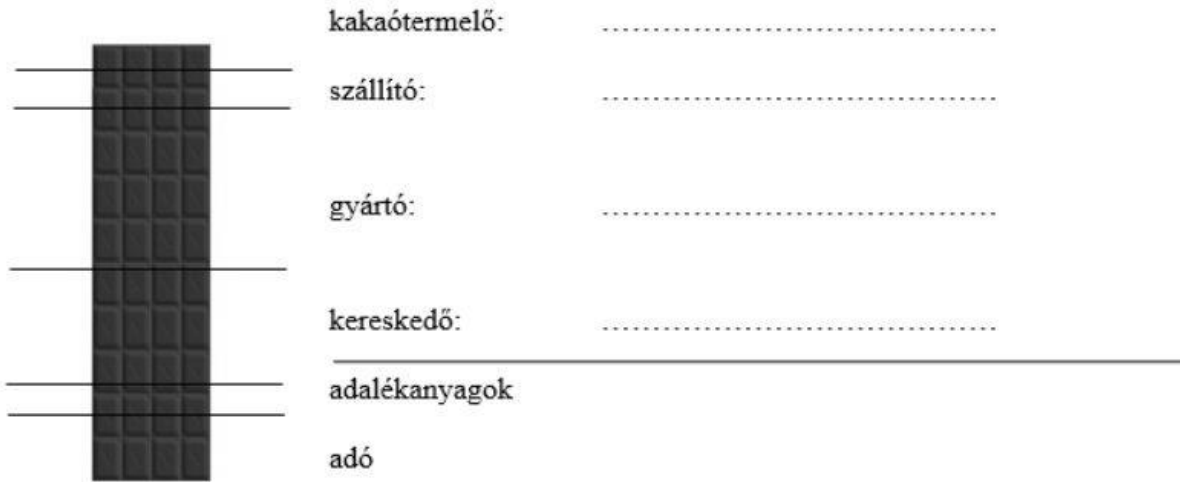 kakaótermelő: ..........................................
szállító: ..........................................
gyártó: ..........................................
kereskedő: ..........................................
adalékanyagok
adó